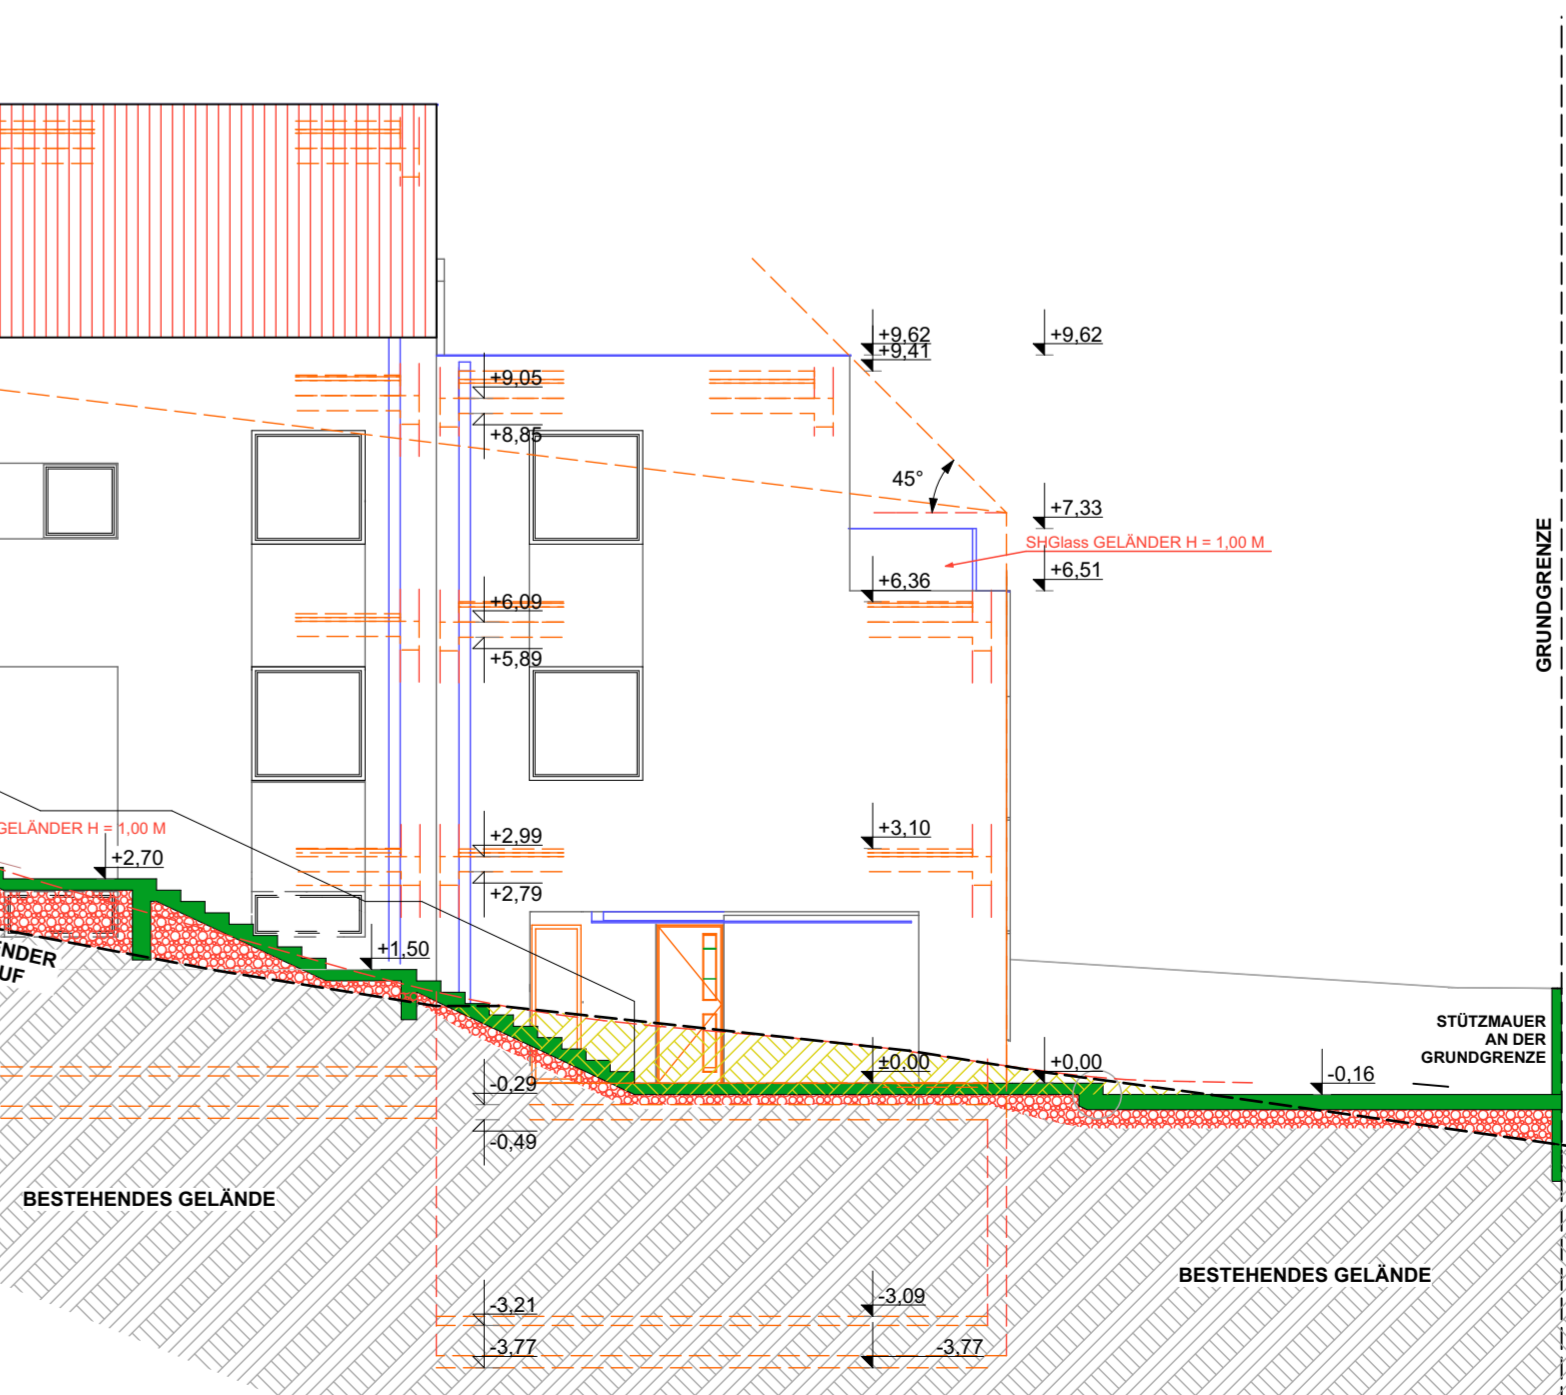 +9,62
+9,62
+9,41
+9,05
+8,85
45°
+7,33
SHGlass GELÄNDER H = 1,00 M
+6,36
+6,51
+6,09
+5,89
GRUNDGRENZE
+3,10
+2,99
GELÄNDER H = 1,00 M
+2,70
+2,79
+1,50
ENDER
UF
STÜTZMAUER
AN DER
GRUNDGRENZE
±0,00
+0,00
-0,16
-0,29
-0,49
BESTEHENDES GELÄNDE
BESTEHENDES GELÄNDE
-3,21
-3,09
-3,77
-3,77